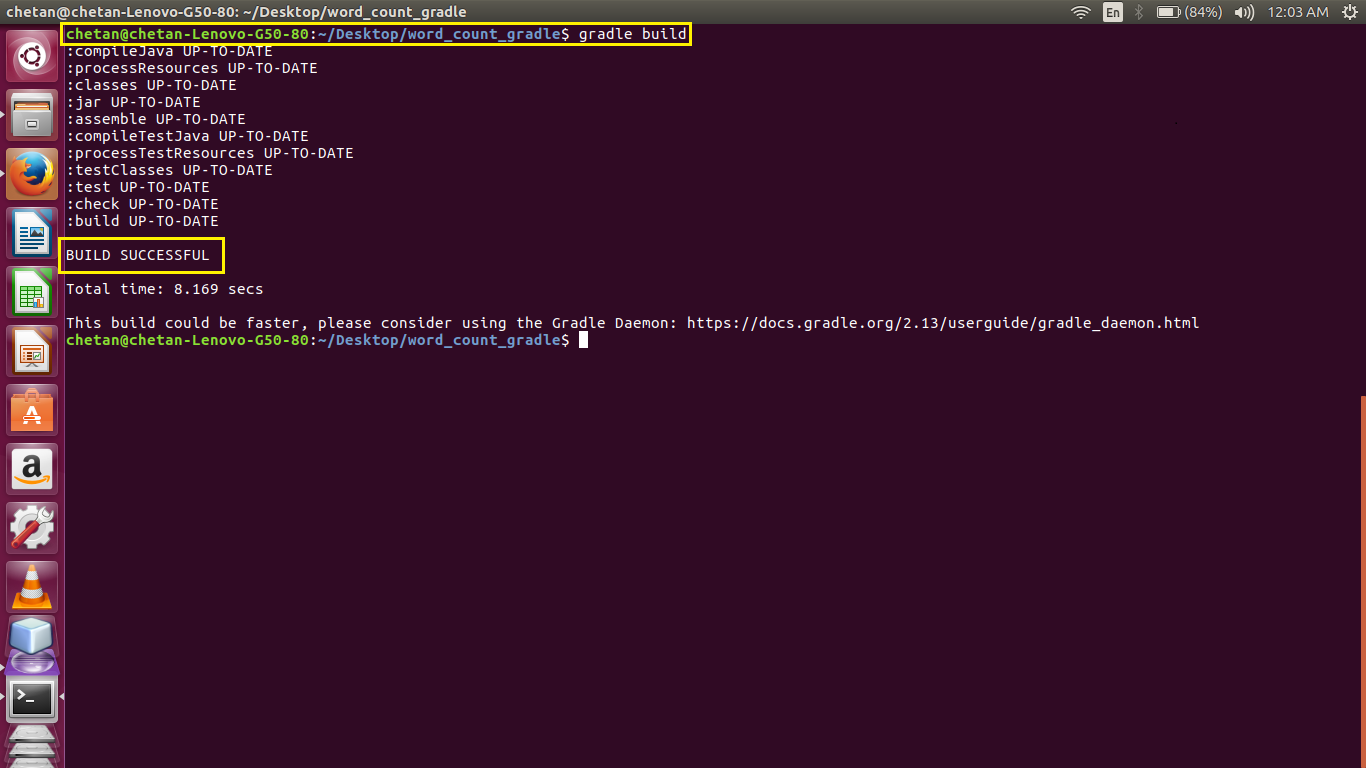 chetan@chetan-Lenovo-G50-80: ~/Desktop/word_count_gradle
En
(84%)
12:03 AM
chetan@chetan-Lenovo-G50-80:~/Desktop/word_count_gradle$ gradle build
:compileJava UP-TO-DATE
:processResources UP-TO-DATE
:classes UP-TO-DATE
:jar UP-TO-DATE
:assemble UP-TO-DATE
:compileTestJava UP-TO-DATE
:processTestResources UP-TO-DATE
:testClasses UP-TO-DATE
:test UP-TO-DATE
:check UP-TO-DATE
:build UP-TO-DATE
BUILD SUCCESSFUL
Total time: 8.169 secs
This build could be faster, please consider using the Gradle Daemon: https://docs.gradle.org/2.13/userguide/gradle_daemon.html
chetan@chetan-Lenovo-G50-80:~/Desktop/word_count_gradle$